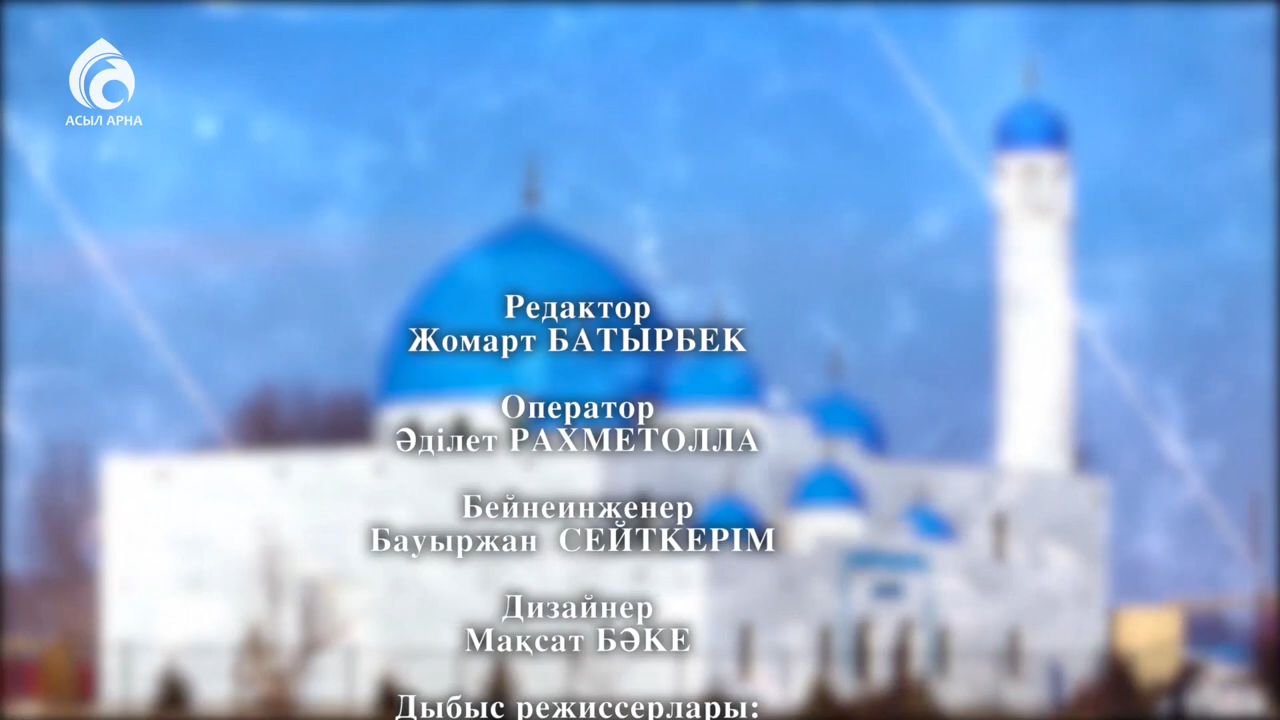 АСЫЛ АРНА
Редактор
Жомарт БАТЫРБЕК
Оператор
Әділет РАХМЕТОЛЛА
Бейнеинженер
Бауыржан СЕЙТКЕРІМ
Дизайнер
Мақсат БӘКЕ
Дыбыс режиссерлары: